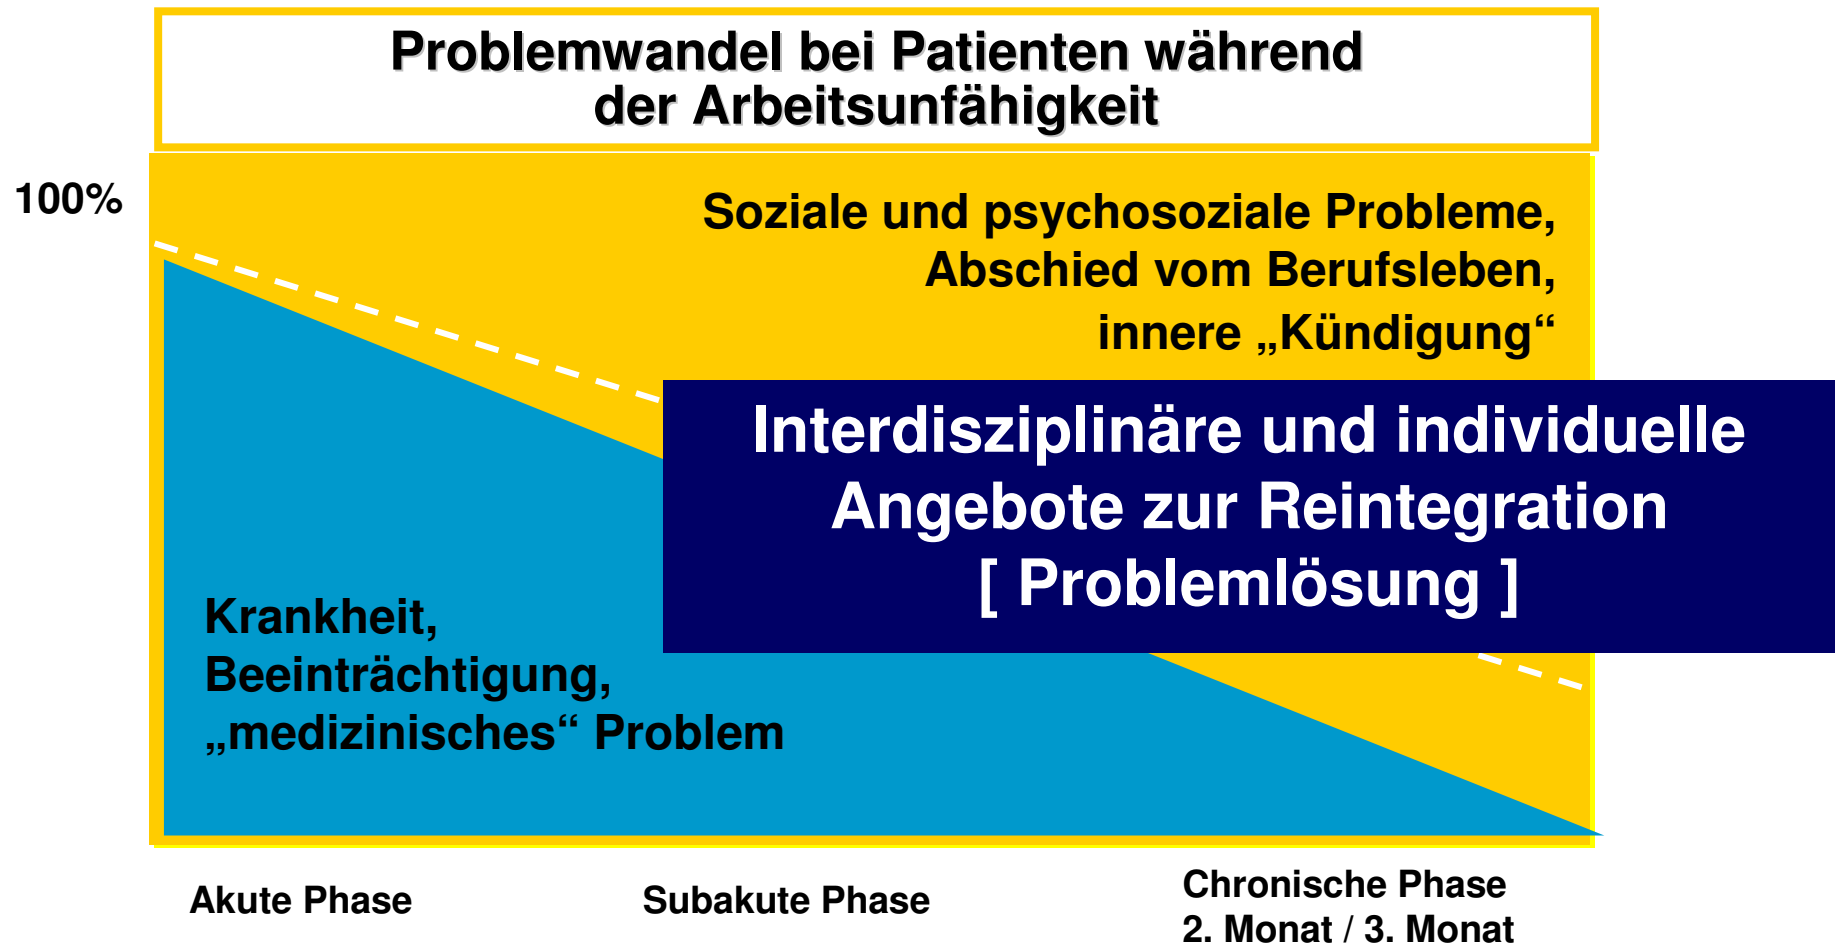 Problemwandel bei Patienten während
der Arbeitsunfähigkeit
100%
Soziale und psychosoziale Probleme,
Abschied vom Berufsleben,
innere „Kündigung“
Interdisziplinäre und individuelle
Angebote zur Reintegration
[ Problemlösung ]
Krankheit,
Beeinträchtigung,
„medizinisches“ Problem
Akute Phase
Subakute Phase
Chronische Phase
2. Monat / 3. Monat